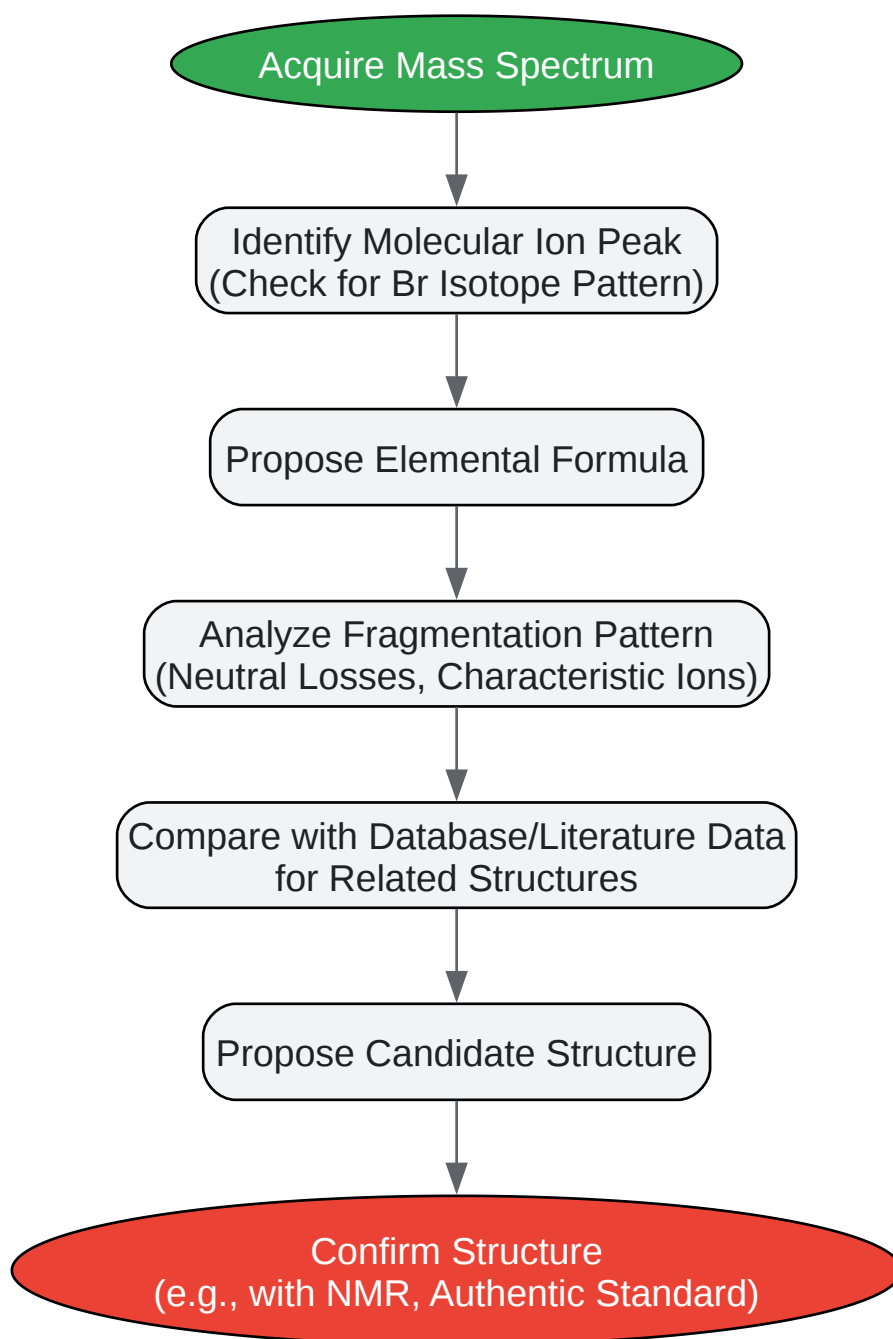 Acquire Mass Spectrum
Identify Molecular Ion Peak
(Check for Br Isotope Pattern)
Propose Elemental Formula
Analyze Fragmentation Pattern
(Neutral Losses, Characteristic Ions)
Compare with Database/Literature Data
for Related Structures
Propose Candidate Structure
Confirm Structure
(e.g., with NMR, Authentic Standard)